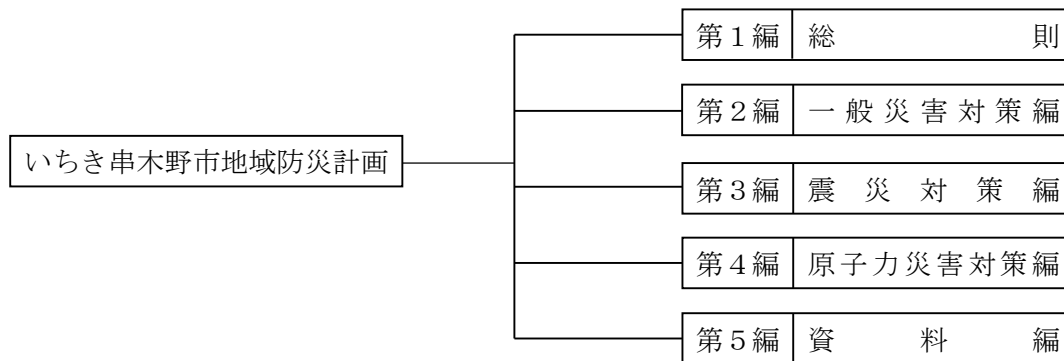 第1編 総則
第2編 一般災害対策編
いちき串木野市地域防災計画
第3編 震災対策編
第4編 原子力災害対策編
第5編 資料編